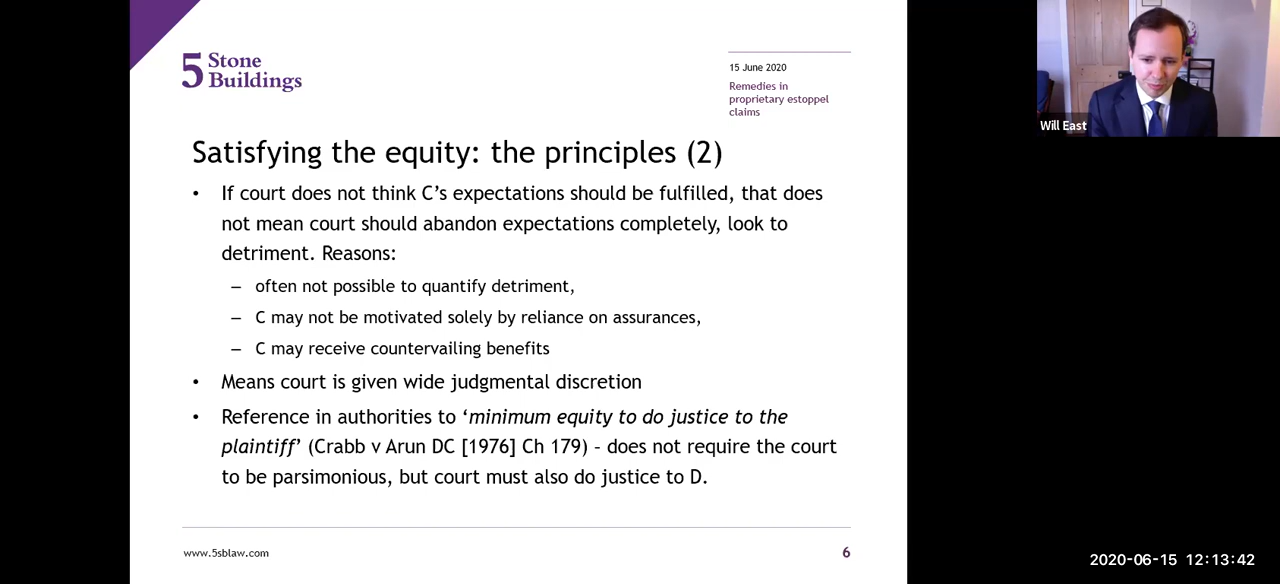 5 Stone
Buildings
15 June 2020
Remedies in
proprietary estoppel
claims
Satisfying the equity: the principles (2)
• If court does not think C's expectations should be fulfilled, that does
not mean court should abandon expectations completely, look to
detriment. Reasons:
– often not possible to quantify detriment,
– C may not be motivated solely by reliance on assurances,
– C may receive countervailing benefits
• Means court is given wide judgmental discretion
• Reference in authorities to ‘minimum equity to do justice to the
plaintiff’ (Crabb v Arun DC [1976] Ch 179) – does not require the court
to be parsimonious, but court must also do justice to D.
www.5sblaw.com
6
Will East
2020-06-15 12:13:42